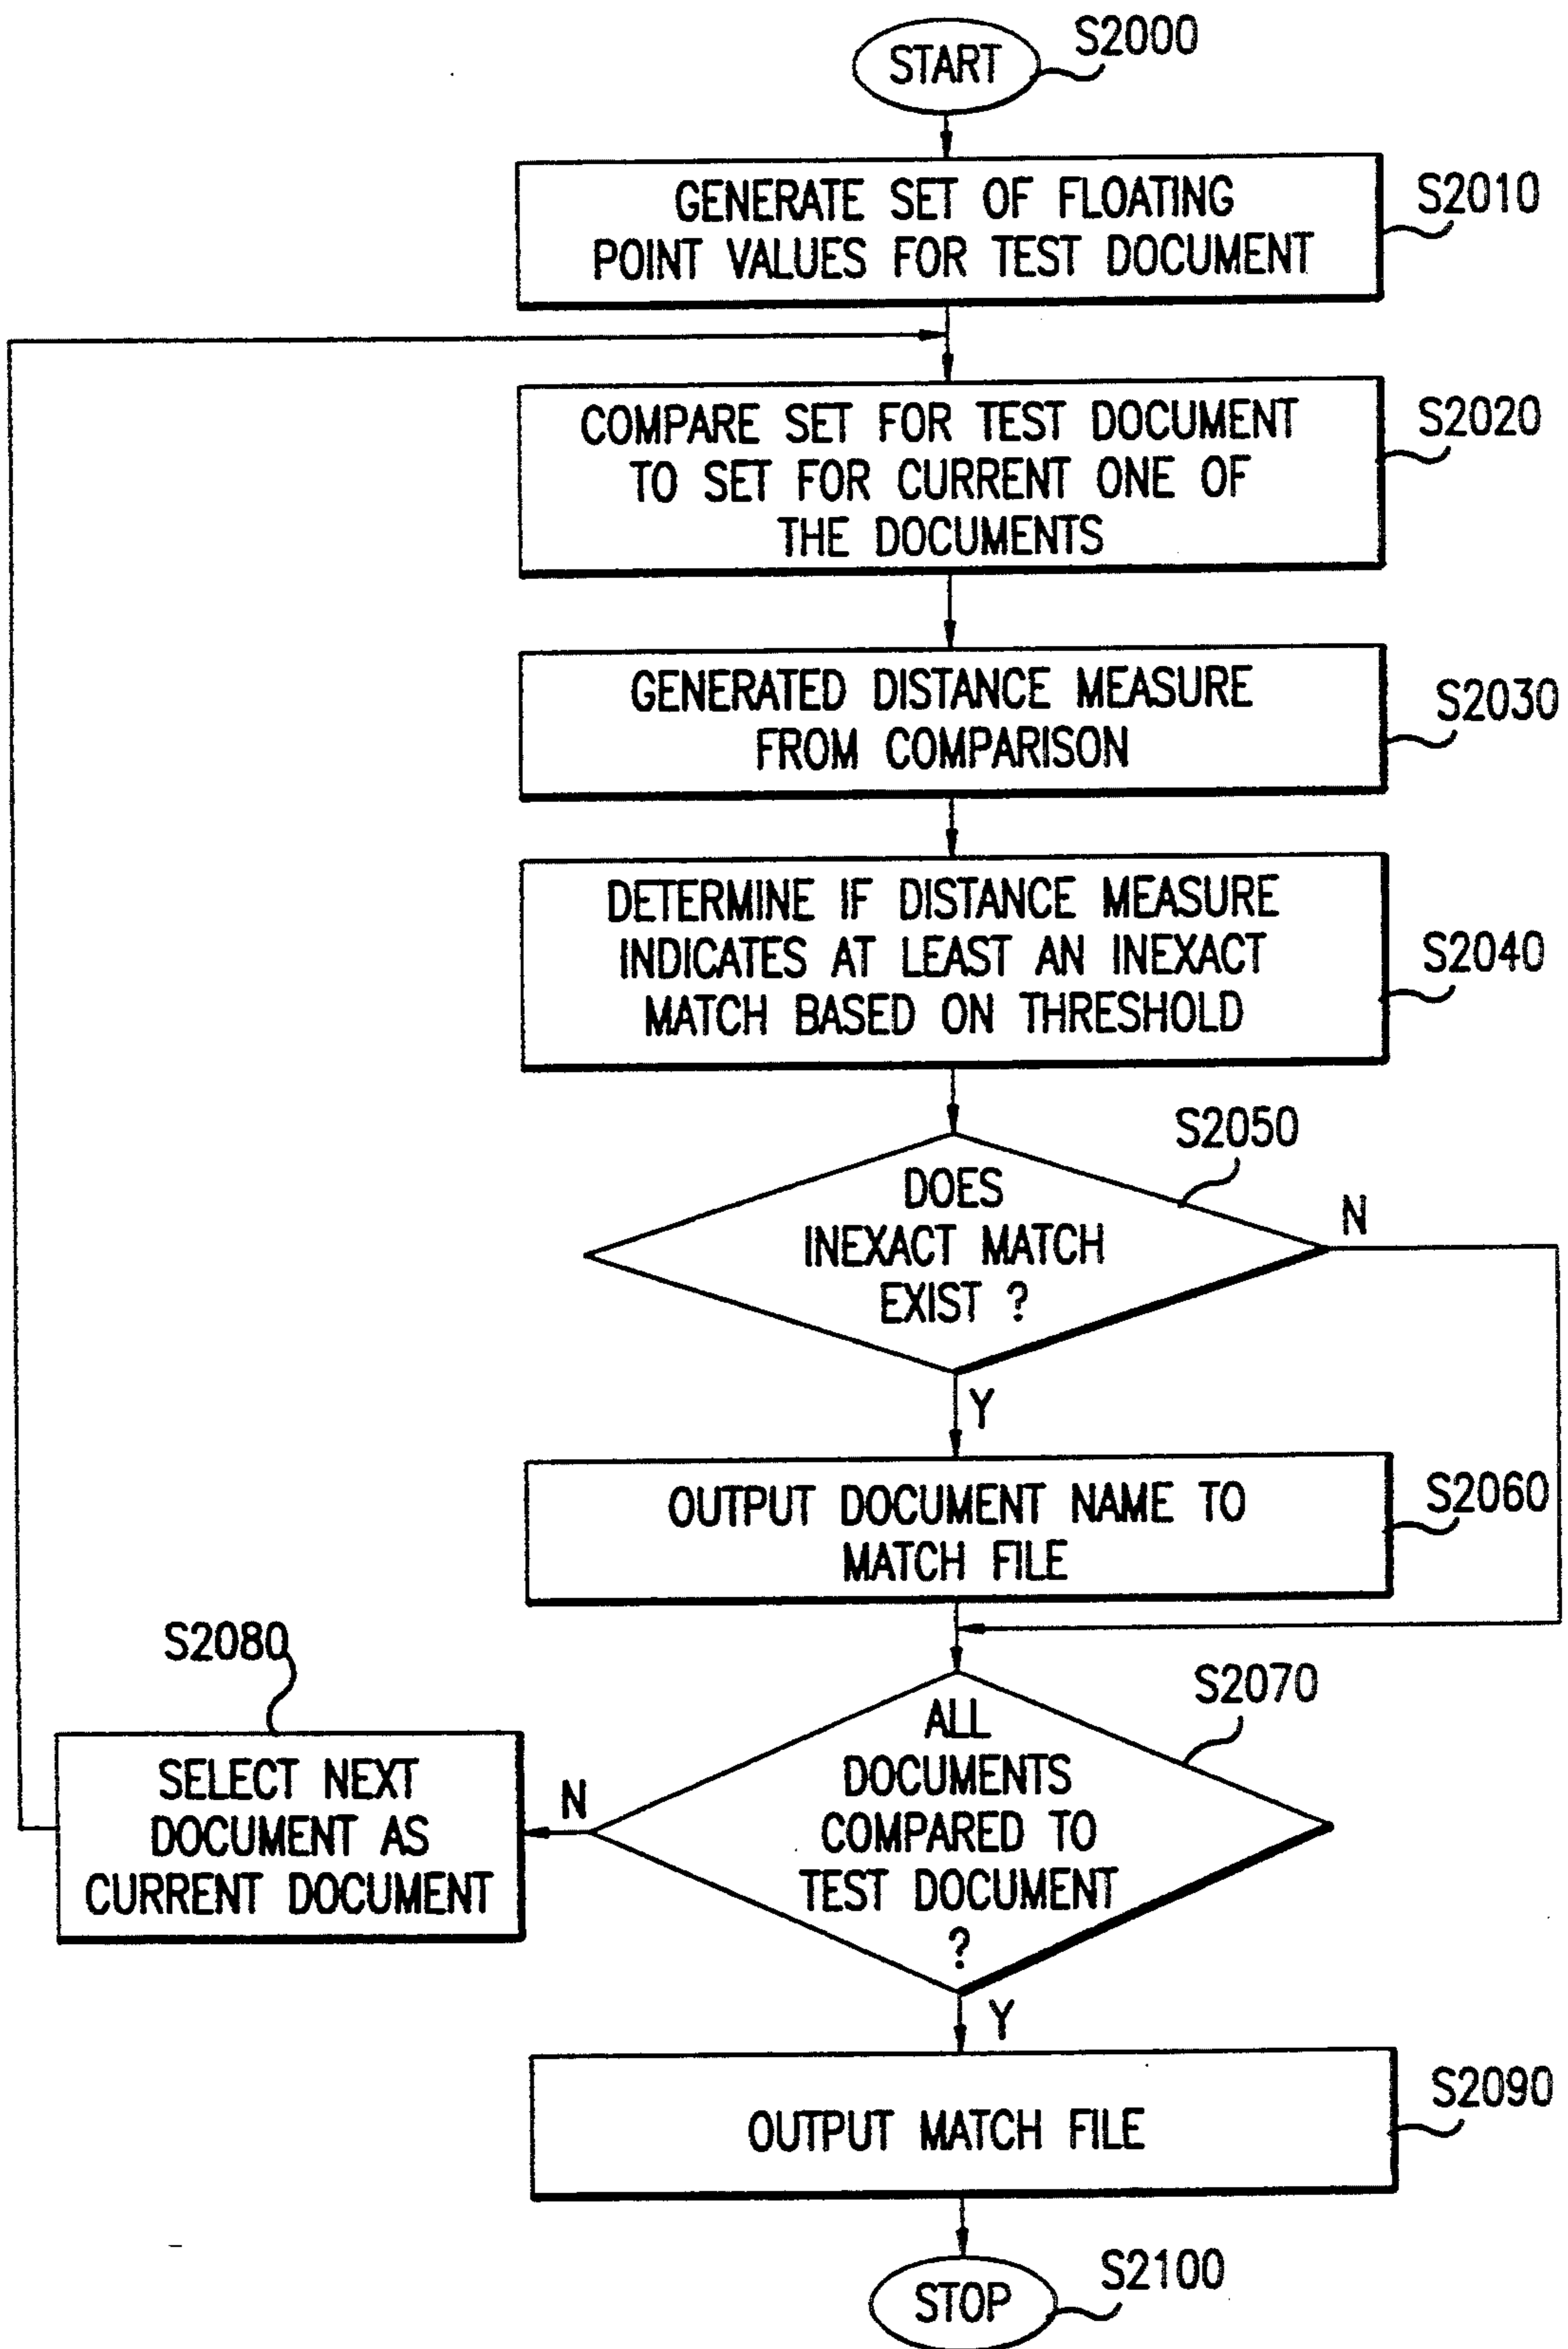 START
S2000
GENERATE SET OF FLOATING
POINT VALUES FOR TEST DOCUMENT
S2010
COMPARE SET FOR TEST DOCUMENT
TO SET FOR CURRENT ONE OF
THE DOCUMENTS
S2020
GENERATED DISTANCE MEASURE
FROM COMPARISON
S2030
DETERMINE IF DISTANCE MEASURE
INDICATES AT LEAST AN INEXACT
MATCH BASED ON THRESHOLD
S2040
S2050
DOES
INEXACT MATCH
EXIST ?
N
Y
OUTPUT DOCUMENT NAME TO
MATCH FILE
S2060
S2070
ALL
DOCUMENTS
COMPARED TO
TEST DOCUMENT
?
N
S2080
SELECT NEXT
DOCUMENT AS
CURRENT DOCUMENT
Y
OUTPUT MATCH FILE
S2090
STOP
S2100